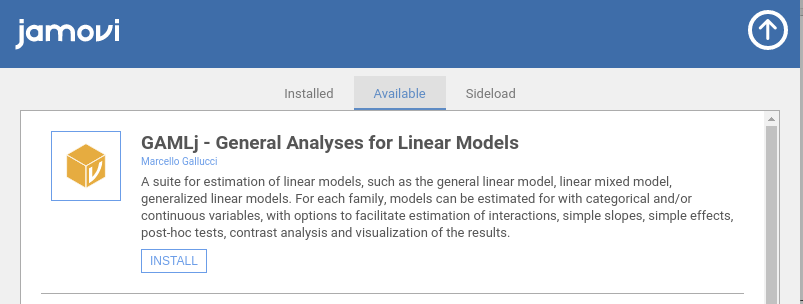 jamovi
Installed Available Sideload
GAMLj - General Analyses for Linear Models
Marcello Gallucci
A suite for estimation of linear models, such as the general linear model, linear mixed model,
generalized linear models. For each family, models can be estimated for with categorical and/or
continuous variables, with options to facilitate estimation of interactions, simple slopes, simple effects,
post-hoc tests, contrast analysis and visualization of the results.
INSTALL